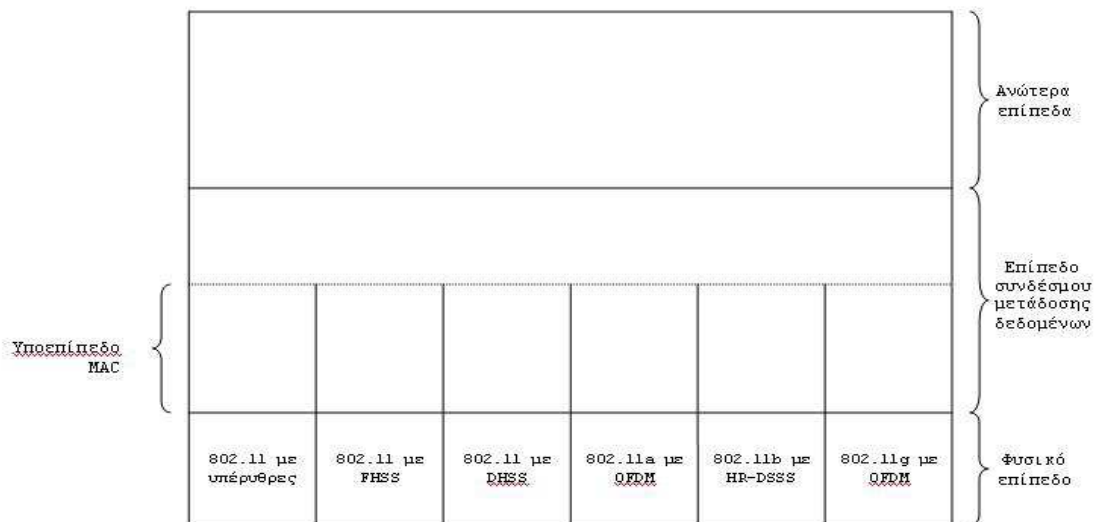 Ανώτερα
επίπεδα
Επίπεδο
συνδέσμου
μετάδοσης
δεδομένων
Υποεπίπεδο
MAC
802.11 με
υπέρυθρες
802.11 με
FHSS
802.11 με
DHSS
802.11a με
OFDM
802.11b με
HR-DSSS
802.11g με
OFDM
Φυσικό
επίπεδο